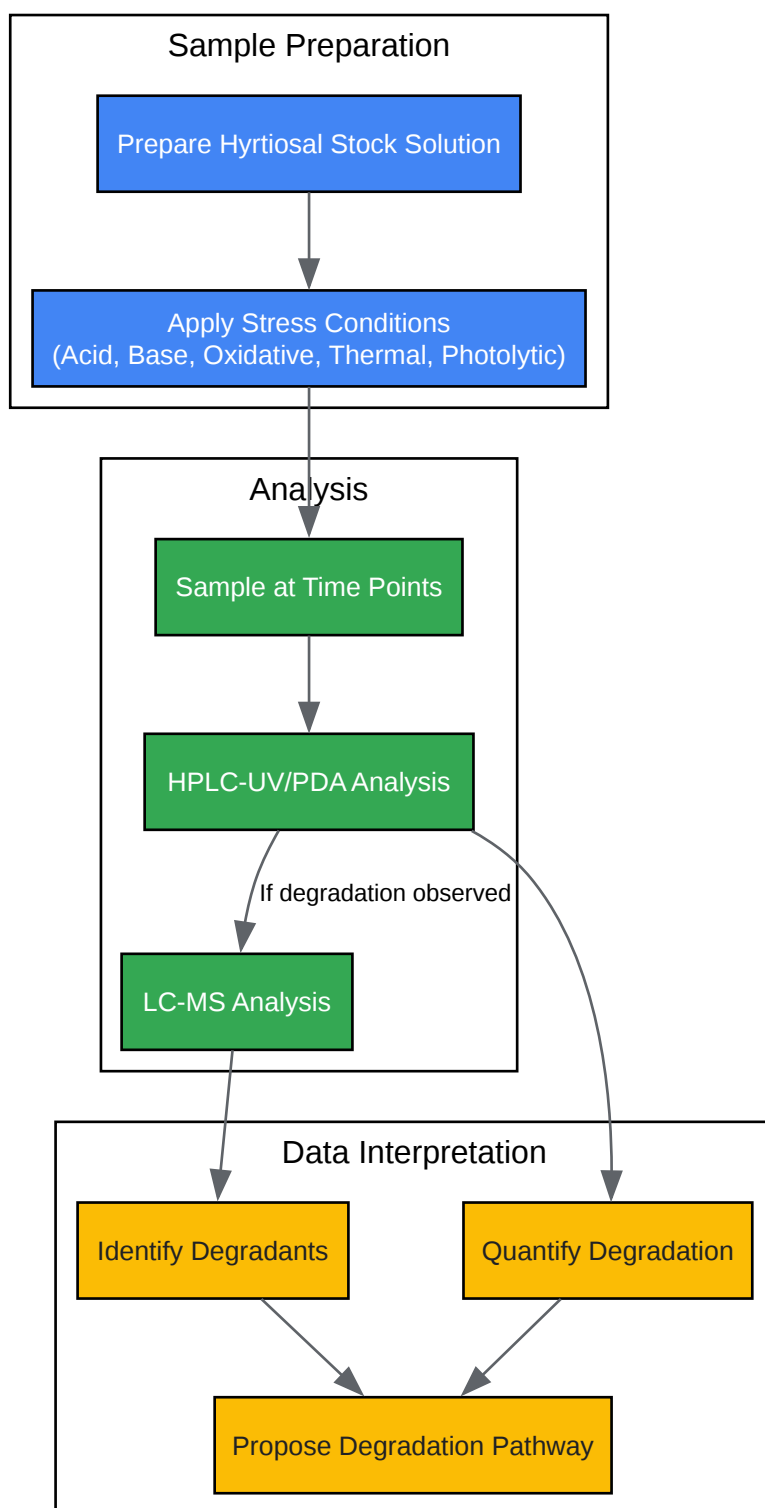 Sample Preparation
Prepare Hyrtiosal Stock Solution
Apply Stress Conditions
(Acid, Base, Oxidative, Thermal, Photolytic)
Analysis
Sample at Time Points
HPLC-UV/PDA Analysis
If degradation observed
LC-MS Analysis
Data Interpretation
Identify Degradants
Quantify Degradation
Propose Degradation Pathway